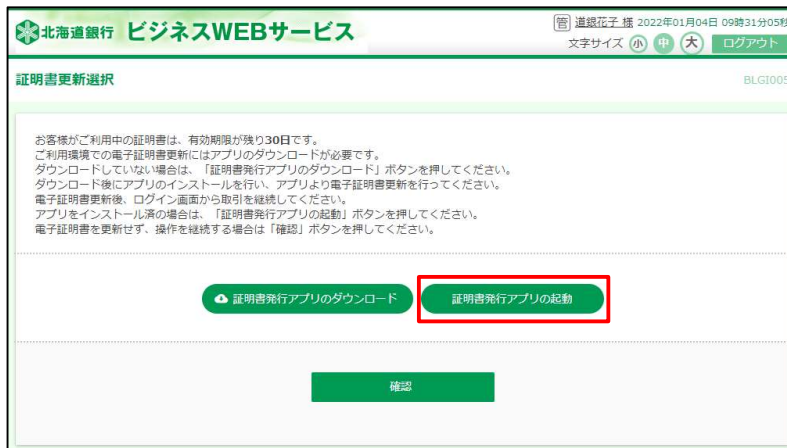 北海道銀行 ビジネスWEBサービス
管 道銀花子 様 2022年01月04日 09時31分05秒
文字サイズ 小 中 大 ログアウト
証明書更新選択
BLGI005
お客様がご利用中の証明書は、有効期限が残り30日です。
ご利用環境での電子証明書更新にはアプリのダウンロードが必要です。
ダウンロードしていない場合は、「証明書発行アプリのダウンロード」ボタンを押してください。
ダウンロード後にアプリのインストールを行い、アプリより電子証明書更新を行ってください。
電子証明書更新後、ログイン画面から取引を継続してください。
アプリをインストール済の場合は、「証明書発行アプリの起動」ボタンを押してください。
電子証明書を更新せず、操作を継続する場合は「確認」ボタンを押してください。
証明書発行アプリのダウンロード
証明書発行アプリの起動
確認